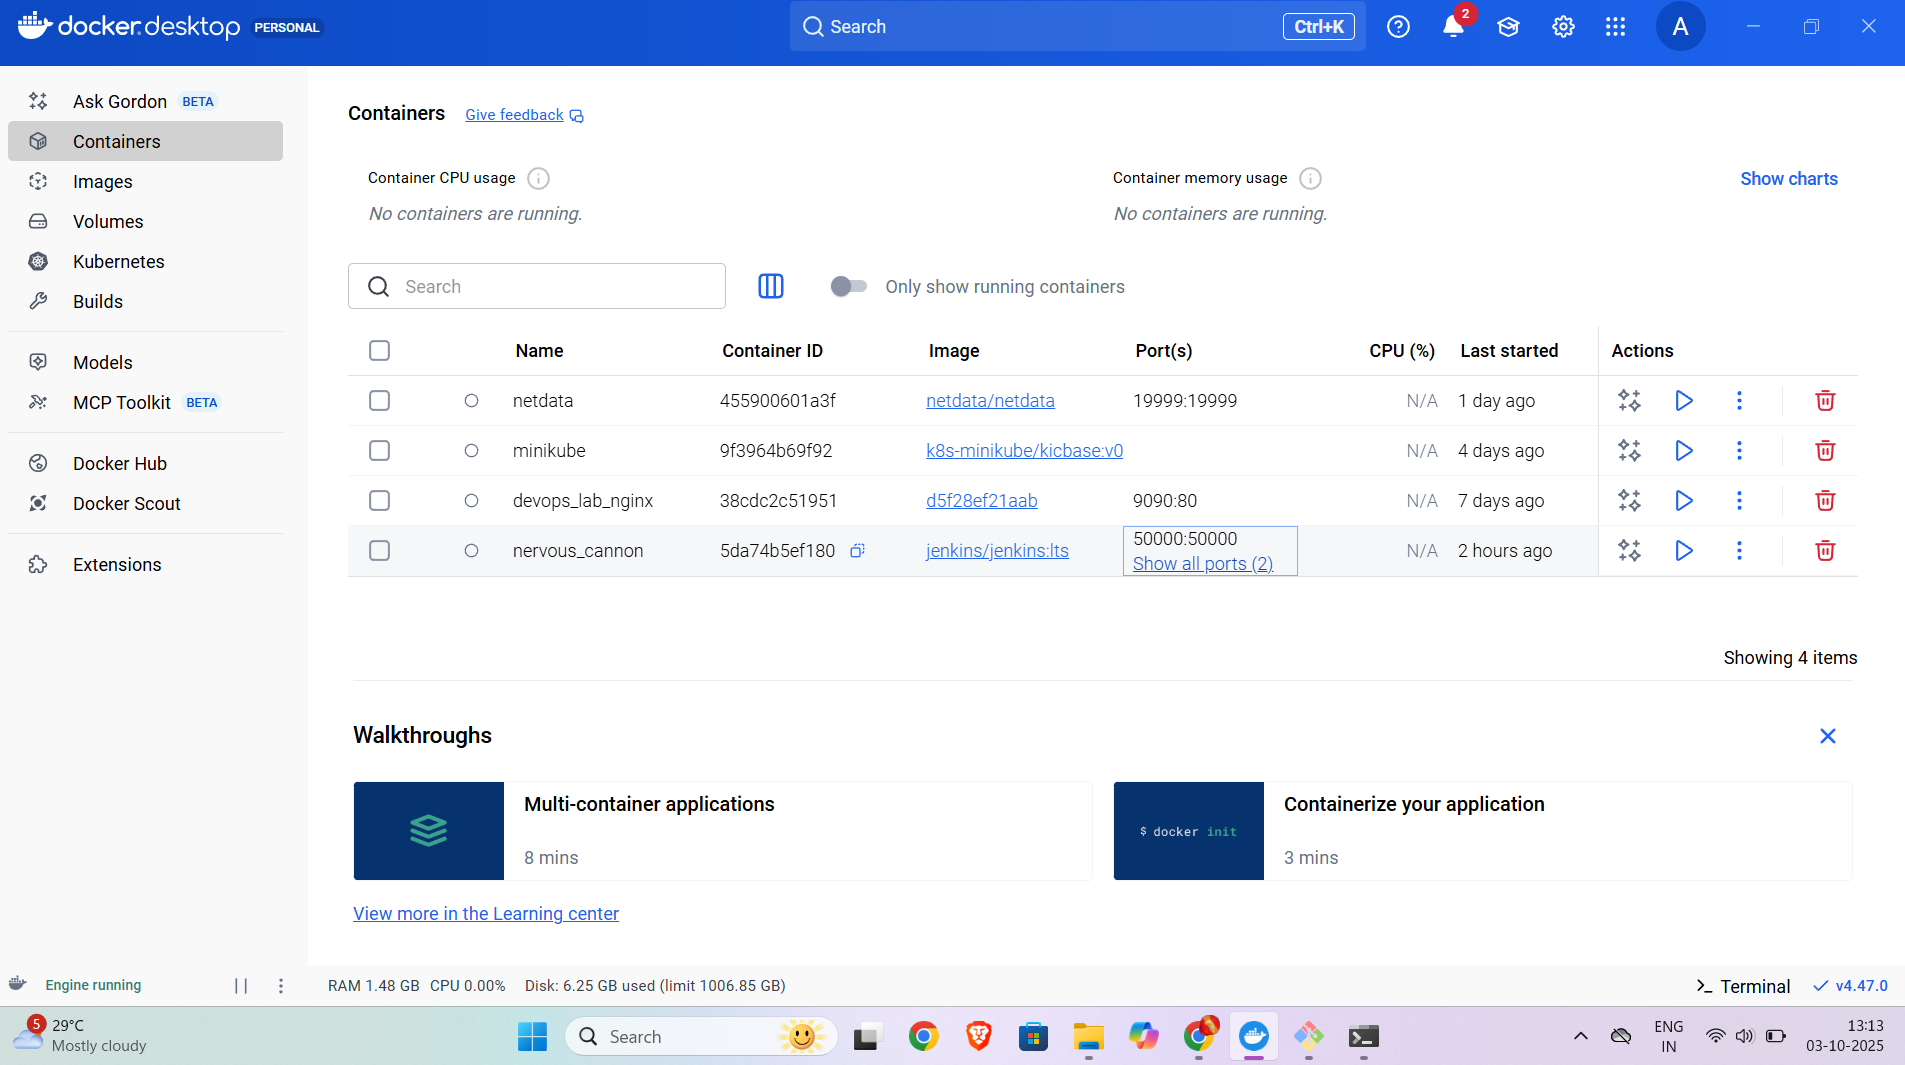 docker.desktop PERSONAL
Search
Ctrl+K
2
A
Ask Gordon BETA
Containers
Images
Volumes
Kubernetes
Builds
Models
MCP Toolkit BETA
Docker Hub
Docker Scout
Extensions
Containers Give feedback
Container CPU usage
No containers are running.
Container memory usage
No containers are running.
Show charts
Search
Only show running containers
Name Container ID Image Port(s) CPU (%) Last started Actions
netdata 455900601a3f netdata/netdata 19999:19999 N/A 1 day ago
minikube 9f3964b69f92 k8s-minikube/kicbase:v0 N/A 4 days ago
devops_lab_nginx 38cdc2c51951 d5f28ef21aab 9090:80 N/A 7 days ago
nervous_cannon 5da74b5ef180 jenkins/jenkins:lts 50000:50000 N/A 2 hours ago
Show all ports (2)
Showing 4 items
Walkthroughs
Multi-container applications
8 mins
$ docker init
Containerize your application
3 mins
View more in the Learning center
Engine running
RAM 1.48 GB CPU 0.00% Disk: 6.25 GB used (limit 1006.85 GB)
Terminal
v4.47.0
5
29°C
Mostly cloudy
Search
ENG
IN
13:13
03-10-2025